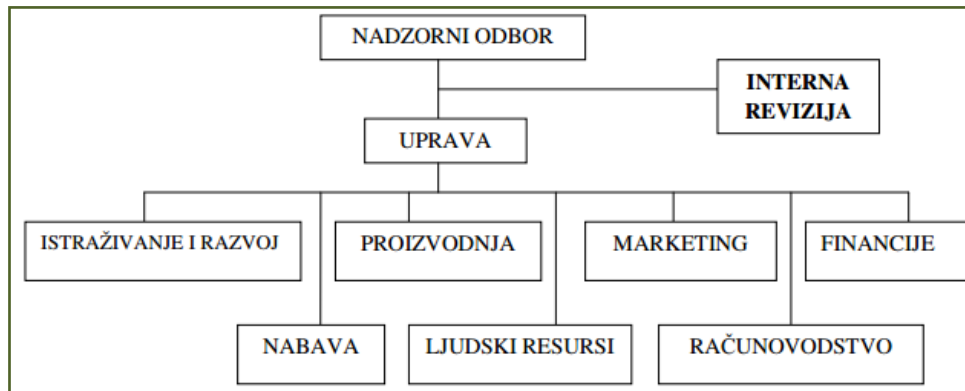 NADZORNI ODBOR
INTERNA
REVIZIJA
UPRAVA
ISTRAŽIVANJE I RAZVOJ
PROIZVODNJA
MARKETING
FINANCIJE
NABAVA
LJUDSKI RESURSI
RAČUNOVODSTVO